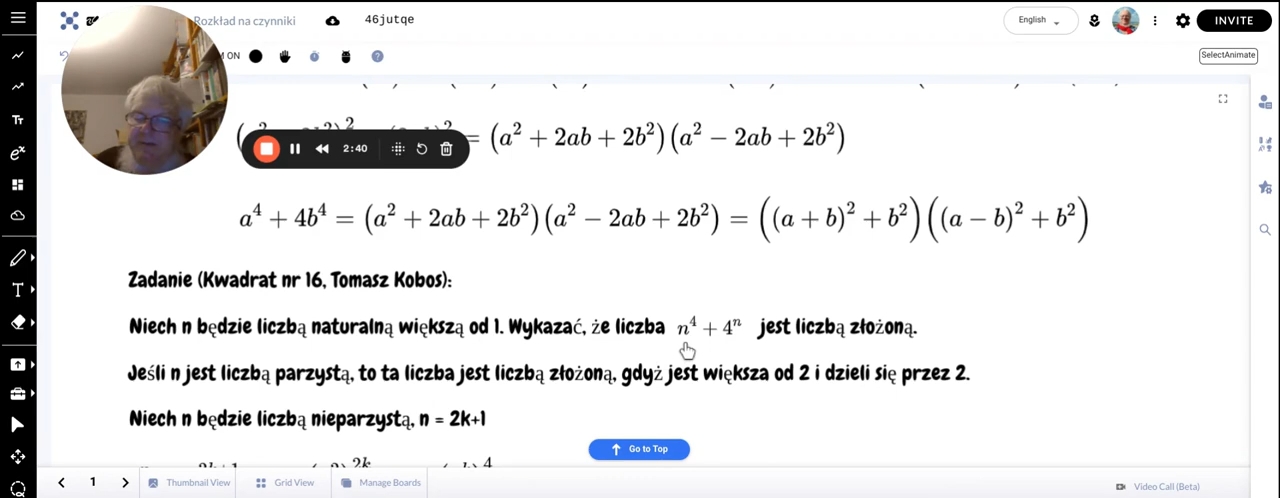 Rozkład na czynniki 46jutqe English INVITE
M ON SelectAnimate
= (a² + 2ab + 2b²)(a² − 2ab + 2b²)
2:40
a⁴ + 4b⁴ = (a² + 2ab + 2b²)(a² − 2ab + 2b²) = ((a + b)² + b²)((a − b)² + b²)
Zadanie (Kwadrat nr 16, Tomasz Kobos):
Niech n będzie liczbą naturalną większą od 1. Wykazać, że liczba n⁴ + 4ⁿ jest liczbą złożoną.
Jeśli n jest liczbą parzystą, to ta liczba jest liczbą złożoną, gdyż jest większa od 2 i dzieli się przez 2.
Niech n będzie liczbą nieparzystą, n = 2k+1
Go to Top
1 Thumbnail View Grid View Manage Boards Video Call (Beta)